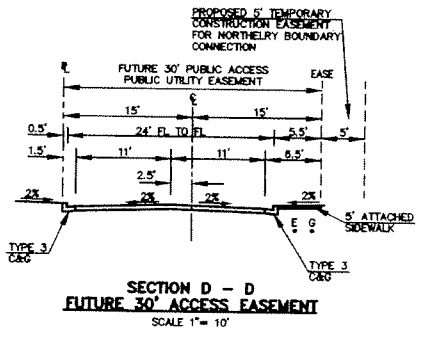 PROPOSED 5' TEMPORARY
CONSTRUCTION EASEMENT
FOR NORTHELRY BOUNDARY
CONNECTION
FUTURE 30' PUBLIC ACCESS
PUBLIC UTILITY EASEMENT
EASE
15' 15'
0.5' 24' FL TO FL 5.5' 5'
1.5' 11' 11' 6.5'
2.5'
2% 2% 2% 2%
E G
5' ATTACHED
SIDEWALK
TYPE 3
C&G
TYPE 3
C&G
SECTION D - D
FUTURE 30' ACCESS EASEMENT
SCALE 1"= 10'